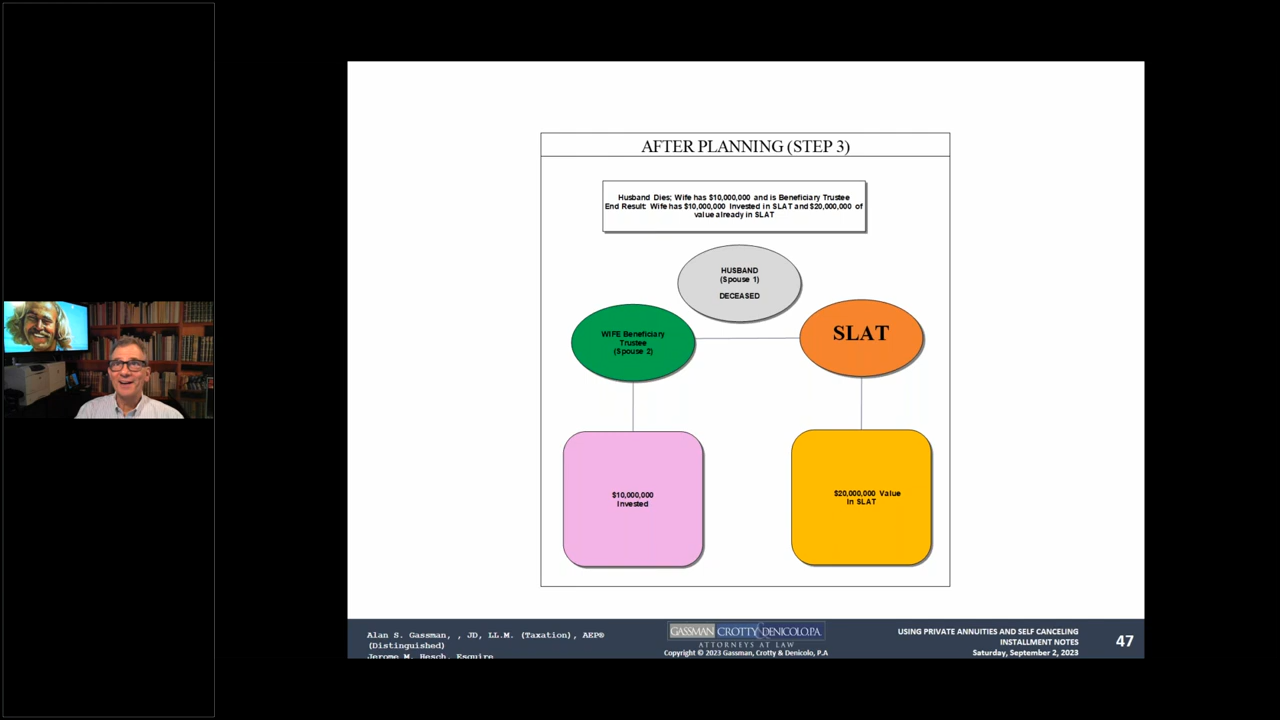 AFTER PLANNING (STEP 3)
Husband Dies; Wife has $10,000,000 and is Beneficiary Trustee
End Result: Wife has $10,000,000 Invested in SLAT and $20,000,000 of
value already in SLAT
HUSBAND
(Spouse 1)
DECEASED
WIFE Beneficiary
Trustee
(Spouse 2)
SLAT
$10,000,000
Invested
$20,000,000 Value
In SLAT
Alan S. Gassman, , JD, LL.M. (Taxation), AEP®
(Distinguished)
Jerome M. Hesch, Esquire
GASSMAN CROTTY & DENICOLO, P.A.
ATTORNEYS AT LAW
Copyright © 2023 Gassman, Crotty & Denicolo, P.A
USING PRIVATE ANNUITIES AND SELF CANCELING
INSTALLMENT NOTES
Saturday, September 2, 2023
47